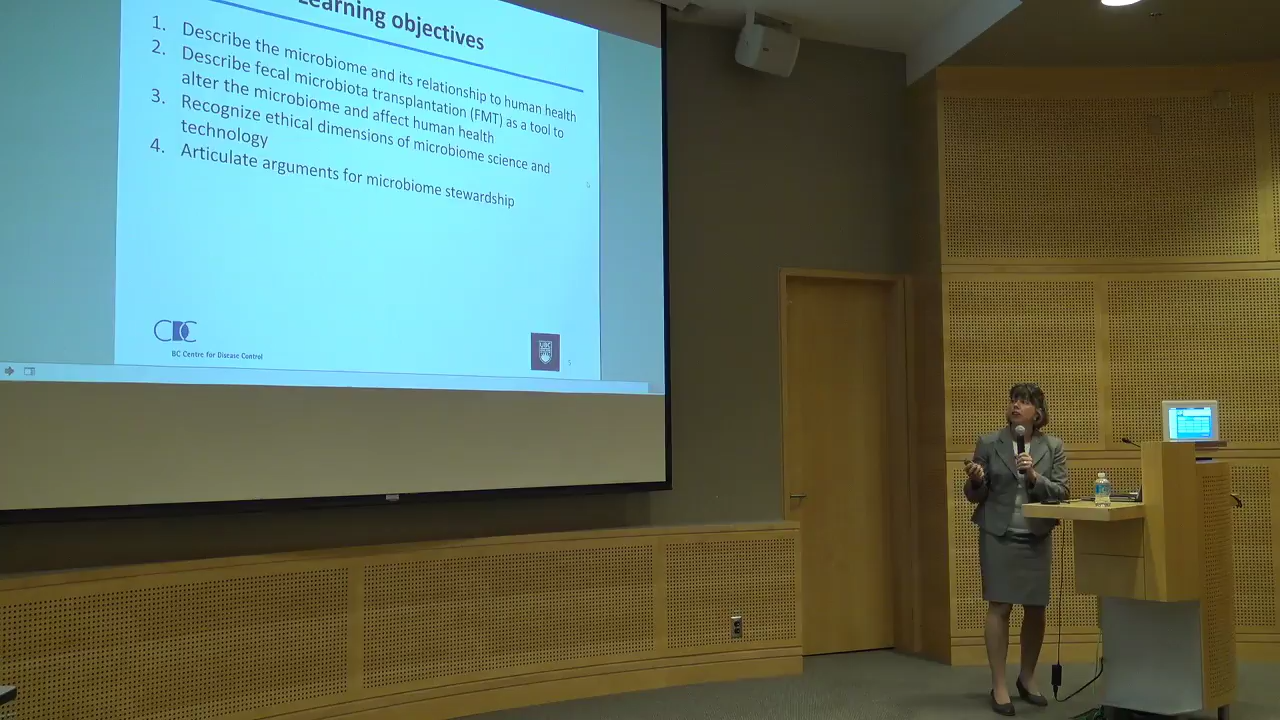 Learning objectives
1. Describe the microbiome and its relationship to human health
2. Describe fecal microbiota transplantation (FMT) as a tool to
alter the microbiome and affect human health
3. Recognize ethical dimensions of microbiome science and
technology
4. Articulate arguments for microbiome stewardship
CDC
BC Centre for Disease Control
UBC